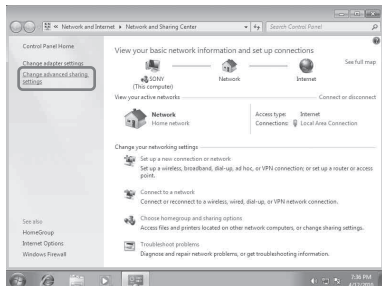 « Network and Internet ▸ Network and Sharing Center
Search Control Panel
Control Panel Home
Change adapter settings
Change advanced sharing
settings
See also
HomeGroup
Internet Options
Windows Firewall
View your basic network information and set up connections
See full map
SONY
(This computer)
Network
Internet
View your active networks
Connect or disconnect
Network
Home network
Access type: Internet
Connections: Local Area Connection
Change your networking settings
Set up a new connection or network
Set up a wireless, broadband, dial-up, ad hoc, or VPN connection; or set up a router or access
point.
Connect to a network
Connect or reconnect to a wireless, wired, dial-up, or VPN network connection.
Choose homegroup and sharing options
Access files and printers located on other network computers, or change sharing settings.
Troubleshoot problems
Diagnose and repair network problems, or get troubleshooting information.
7:36 PM